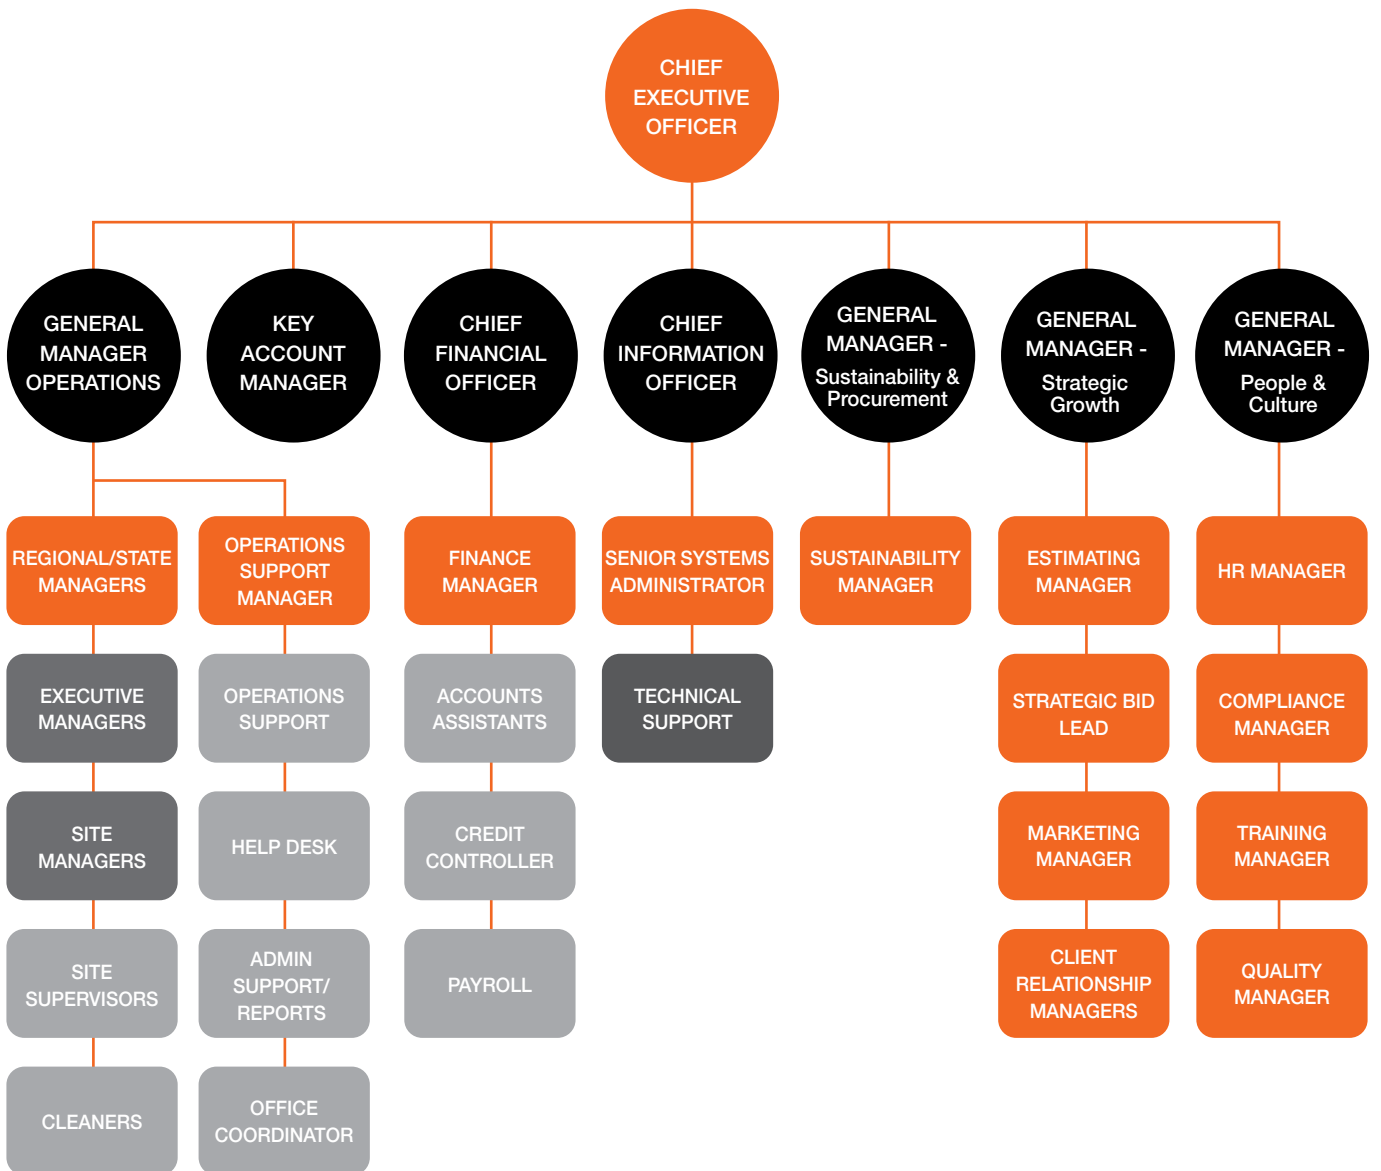 CHIEF
EXECUTIVE
OFFICER
GENERAL
MANAGER
OPERATIONS
KEY
ACCOUNT
MANAGER
CHIEF
FINANCIAL
OFFICER
CHIEF
INFORMATION
OFFICER
GENERAL
MANAGER -
Sustainability &
Procurement
GENERAL
MANAGER -
Strategic
Growth
GENERAL
MANAGER -
People &
Culture
REGIONAL/STATE
MANAGERS
OPERATIONS
SUPPORT
MANAGER
FINANCE
MANAGER
SENIOR SYSTEMS
ADMINISTRATOR
SUSTAINABILITY
MANAGER
ESTIMATING
MANAGER
HR MANAGER
EXECUTIVE
MANAGERS
OPERATIONS
SUPPORT
ACCOUNTS
ASSISTANTS
TECHNICAL
SUPPORT
STRATEGIC BID
LEAD
COMPLIANCE
MANAGER
SITE
MANAGERS
HELP DESK
CREDIT
CONTROLLER
MARKETING
MANAGER
TRAINING
MANAGER
SITE
SUPERVISORS
ADMIN
SUPPORT/
REPORTS
PAYROLL
CLIENT
RELATIONSHIP
MANAGERS
QUALITY
MANAGER
CLEANERS
OFFICE
COORDINATOR